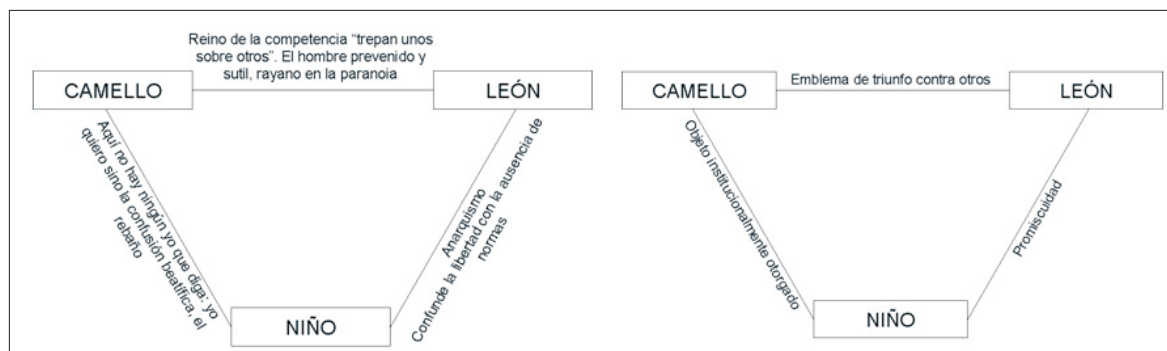 Reino de la competencia “trepan unos
sobre otros”. El hombre prevenido y
sutil, rayano en la paranoia
CAMELLO
LEÓN
Aquí no hay ningún yo que diga: yo
quiero sino la confusión beatífica, el
rebaño
Anarquismo
Confunde la libertad con la ausencia de
normas
NIÑO
Emblema de triunfo contra otros
CAMELLO
LEÓN
Objeto institucionalmente otorgado
Promiscuidad
NIÑO